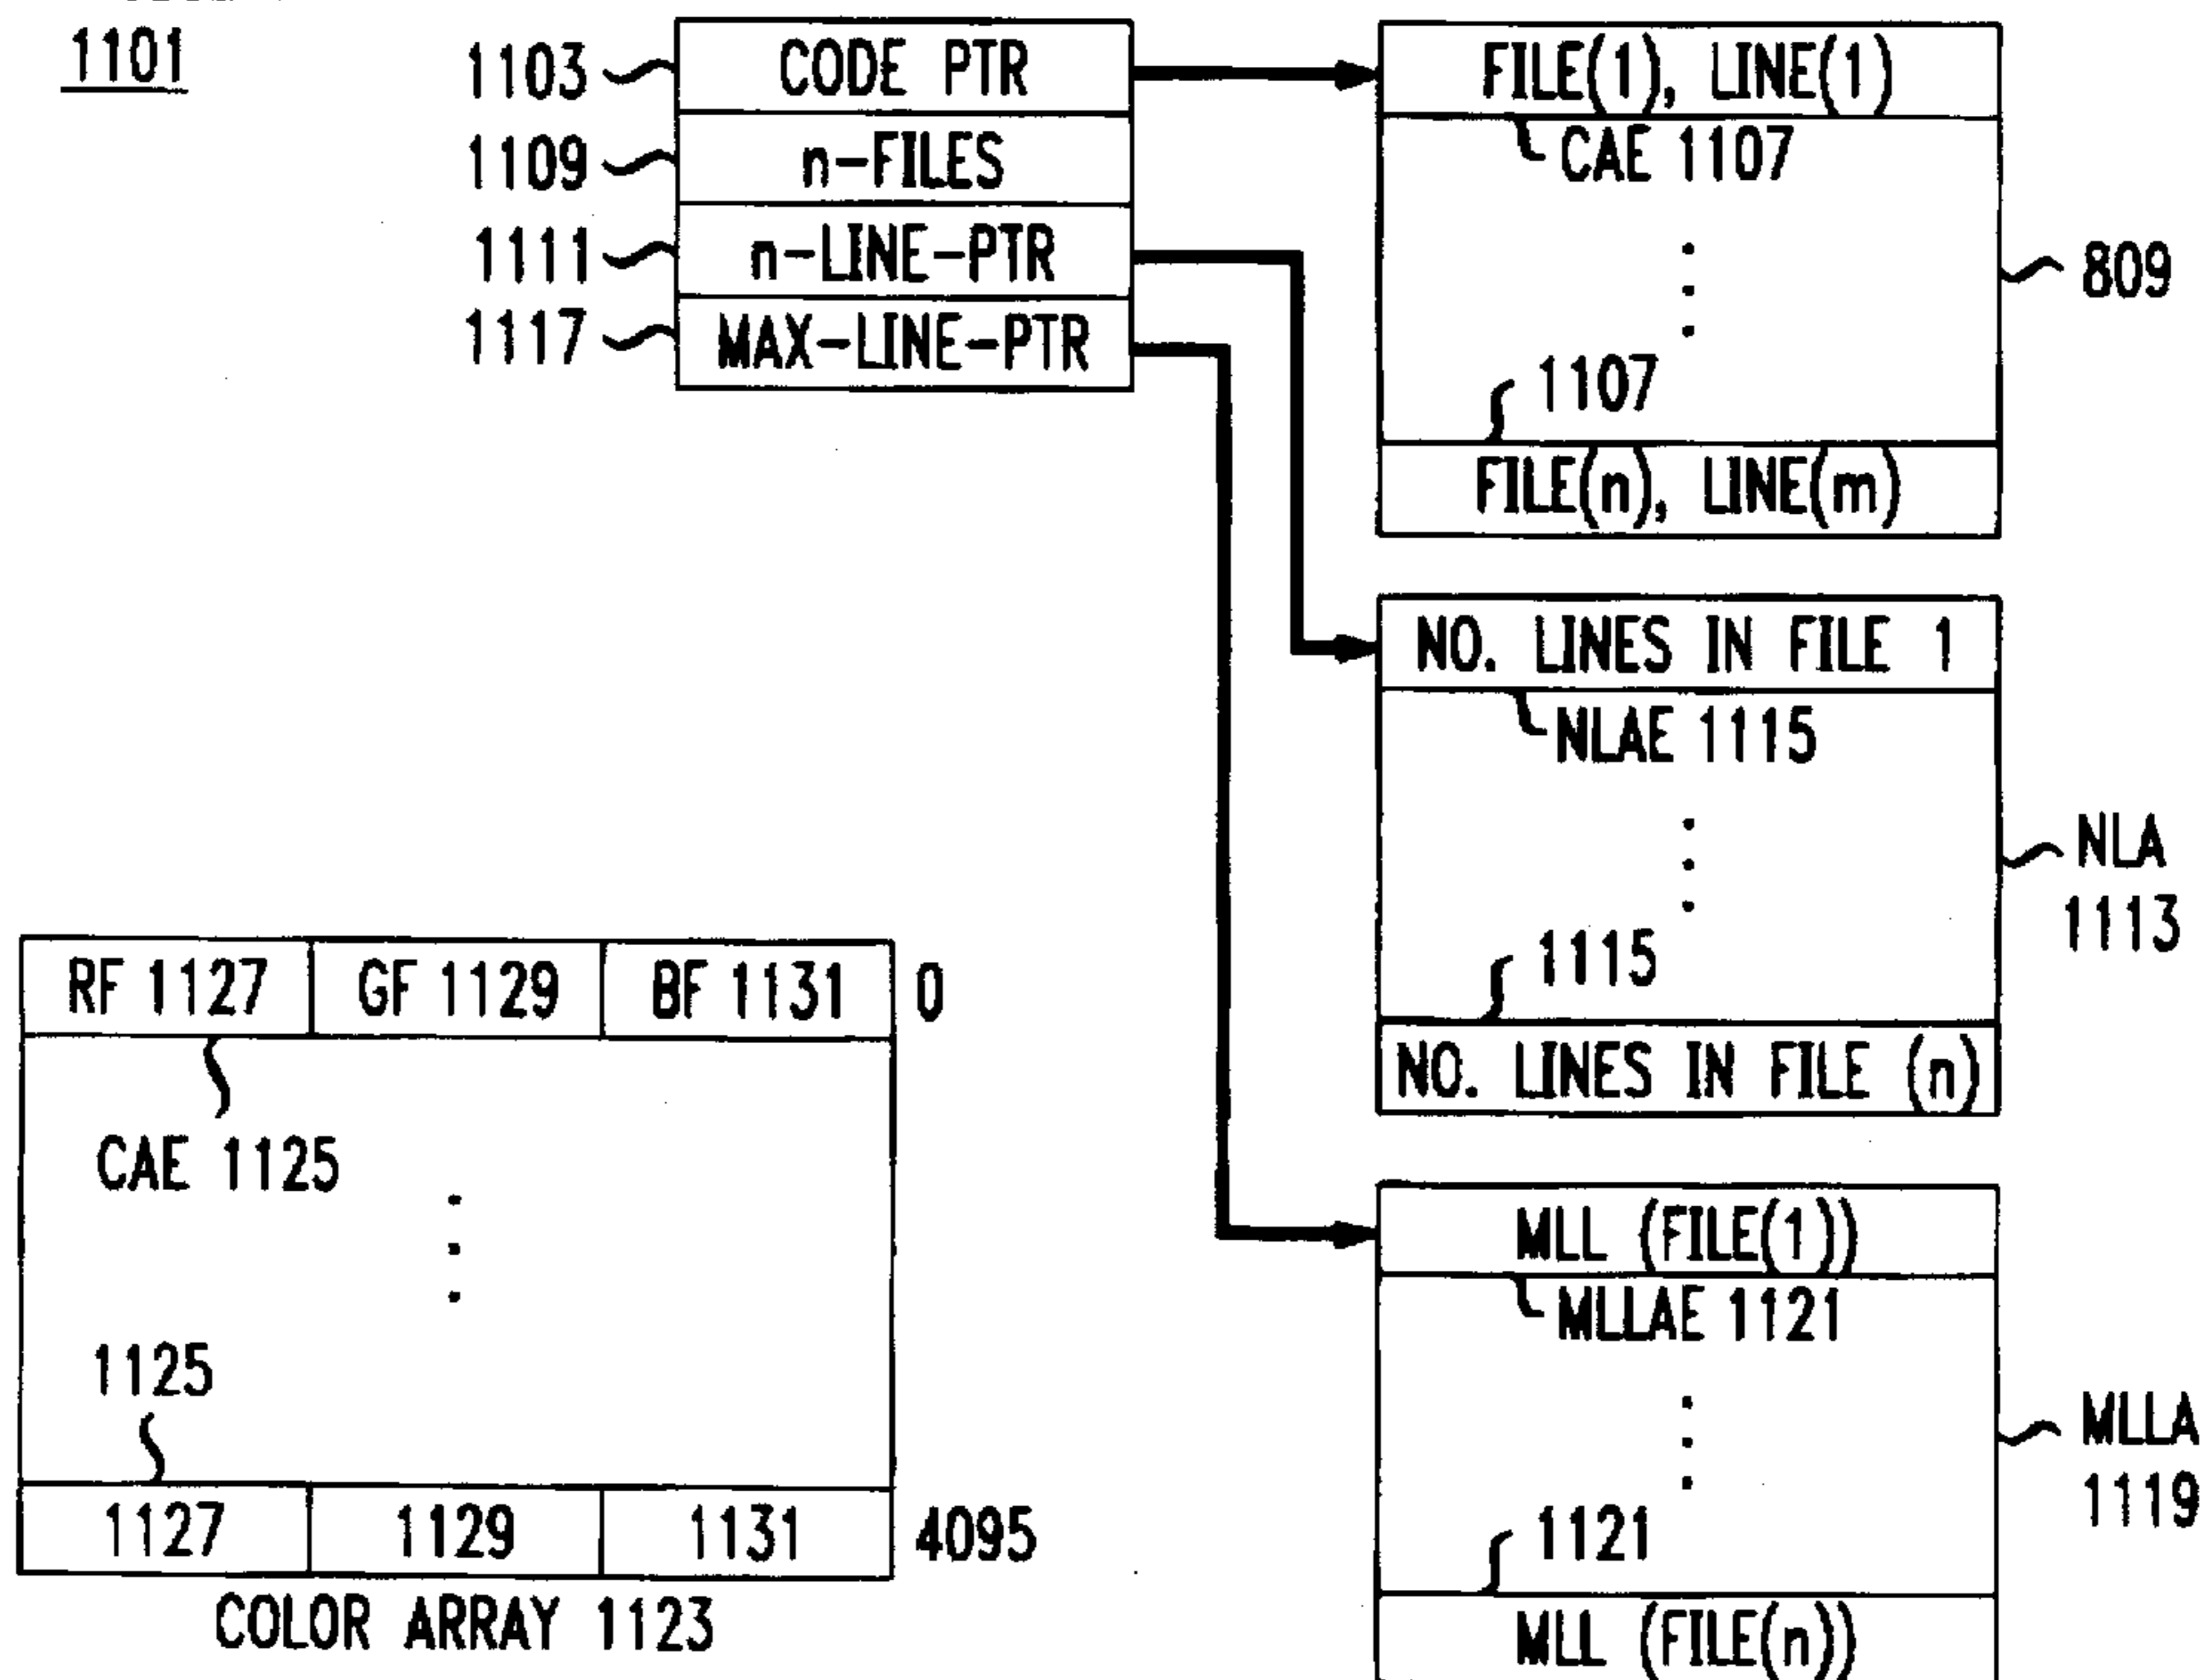 1101
1103
CODE PTR
1109
n-FILES
1111
n-LINE-PTR
1117
MAX-LINE-PTR
FILE(1), LINE(1)
CAE 1107
809
1107
FILE(n), LINE(m)
NO. LINES IN FILE 1
NLAE 1115
NLA
1113
1115
NO. LINES IN FILE (n)
RF 1127 GF 1129 BF 1131 0
CAE 1125
1125
1127 1129 1131 4095
COLOR ARRAY 1123
MLL (FILE(1))
MLLAE 1121
MLLA
1119
1121
MLL (FILE(n))